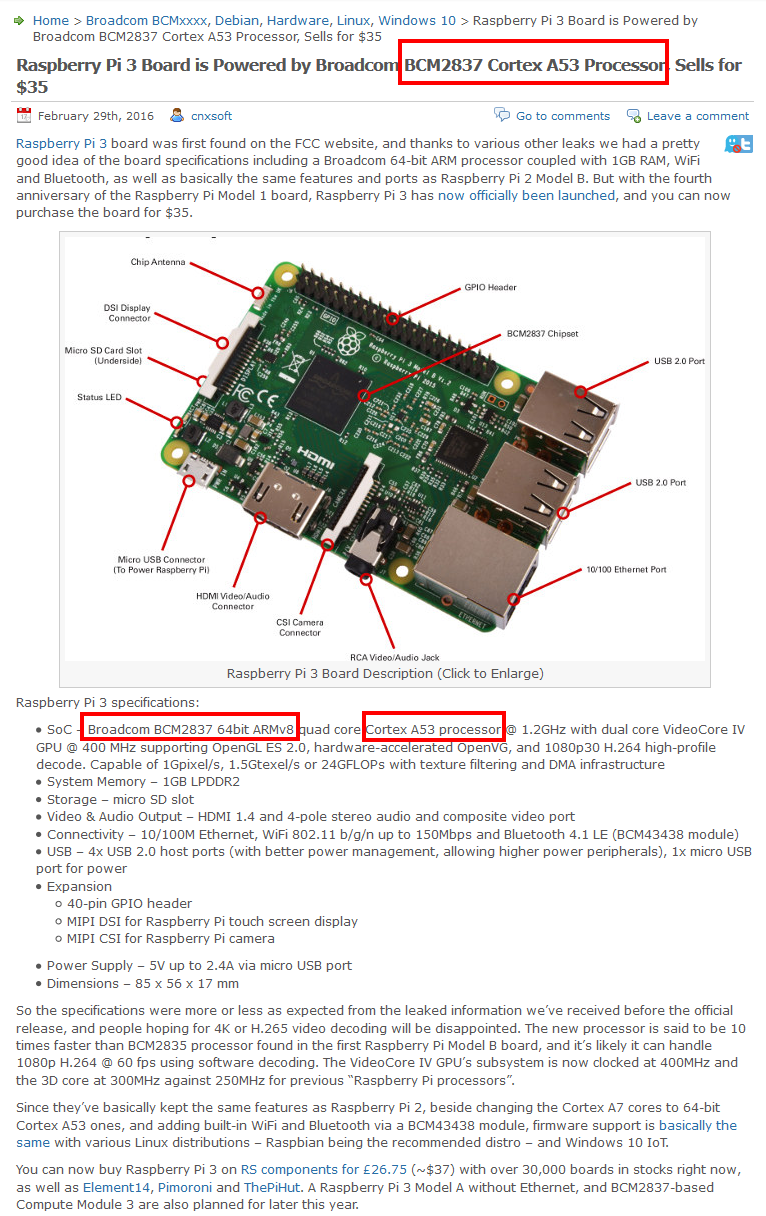 Home > Broadcom BCMxxxx, Debian, Hardware, Linux, Windows 10 > Raspberry Pi 3 Board is Powered by
Broadcom BCM2837 Cortex A53 Processor, Sells for $35
Raspberry Pi 3 Board is Powered by Broadcom BCM2837 Cortex A53 Processor, Sells for
$35
February 29th, 2016 cnxsoft Go to comments Leave a comment
Raspberry Pi 3 board was first found on the FCC website, and thanks to various other leaks we had a pretty
good idea of the board specifications including a Broadcom 64-bit ARM processor coupled with 1GB RAM, WiFi
and Bluetooth, as well as basically the same features and ports as Raspberry Pi 2 Model B. But with the fourth
anniversary of the Raspberry Pi Model 1 board, Raspberry Pi 3 has now officially been launched, and you can now
purchase the board for $35.
Chip Antenna
GPIO Header
DSI Display
Connector
BCM2837 Chipset
Micro SD Card Slot
(Underside)
USB 2.0 Port
Status LED
GPIO
Raspberry Pi 3 Model B V1.2
© Raspberry Pi 2015
FCC CE
HDMI
CAMERA
ETHERNET
USB 2.0 Port
Micro USB Connector
(To Power Raspberry Pi)
10/100 Ethernet Port
HDMI Video/Audio
Connector
CSI Camera
Connector
RCA Video/Audio Jack
Raspberry Pi 3 Board Description (Click to Enlarge)
Raspberry Pi 3 specifications:
• SoC – Broadcom BCM2837 64bit ARMv8 quad core Cortex A53 processor @ 1.2GHz with dual core VideoCore IV
GPU @ 400 MHz supporting OpenGL ES 2.0, hardware-accelerated OpenVG, and 1080p30 H.264 high-profile
decode. Capable of 1Gpixel/s, 1.5Gtexel/s or 24GFLOPs with texture filtering and DMA infrastructure
• System Memory – 1GB LPDDR2
• Storage – micro SD slot
• Video & Audio Output – HDMI 1.4 and 4-pole stereo audio and composite video port
• Connectivity – 10/100M Ethernet, WiFi 802.11 b/g/n up to 150Mbps and Bluetooth 4.1 LE (BCM43438 module)
• USB – 4x USB 2.0 host ports (with better power management, allowing higher power peripherals), 1x micro USB
port for power
• Expansion
○ 40-pin GPIO header
○ MIPI DSI for Raspberry Pi touch screen display
○ MIPI CSI for Raspberry Pi camera
• Power Supply – 5V up to 2.4A via micro USB port
• Dimensions – 85 x 56 x 17 mm
So the specifications were more or less as expected from the leaked information we've received before the official
release, and people hoping for 4K or H.265 video decoding will be disappointed. The new processor is said to be 10
times faster than BCM2835 processor found in the first Raspberry Pi Model B board, and it's likely it can handle
1080p H.264 @ 60 fps using software decoding. The VideoCore IV GPU's subsystem is now clocked at 400MHz and
the 3D core at 300MHz against 250MHz for previous "Raspberry Pi processors".
Since they've basically kept the same features as Raspberry Pi 2, beside changing the Cortex A7 cores to 64-bit
Cortex A53 ones, and adding built-in WiFi and Bluetooth via a BCM43438 module, firmware support is basically the
same with various Linux distributions – Raspbian being the recommended distro – and Windows 10 IoT.
You can now buy Raspberry Pi 3 on RS components for £26.75 (~$37) with over 30,000 boards in stocks right now,
as well as Element14, Pimoroni and ThePiHut. A Raspberry Pi 3 Model A without Ethernet, and BCM2837-based
Compute Module 3 are also planned for later this year.